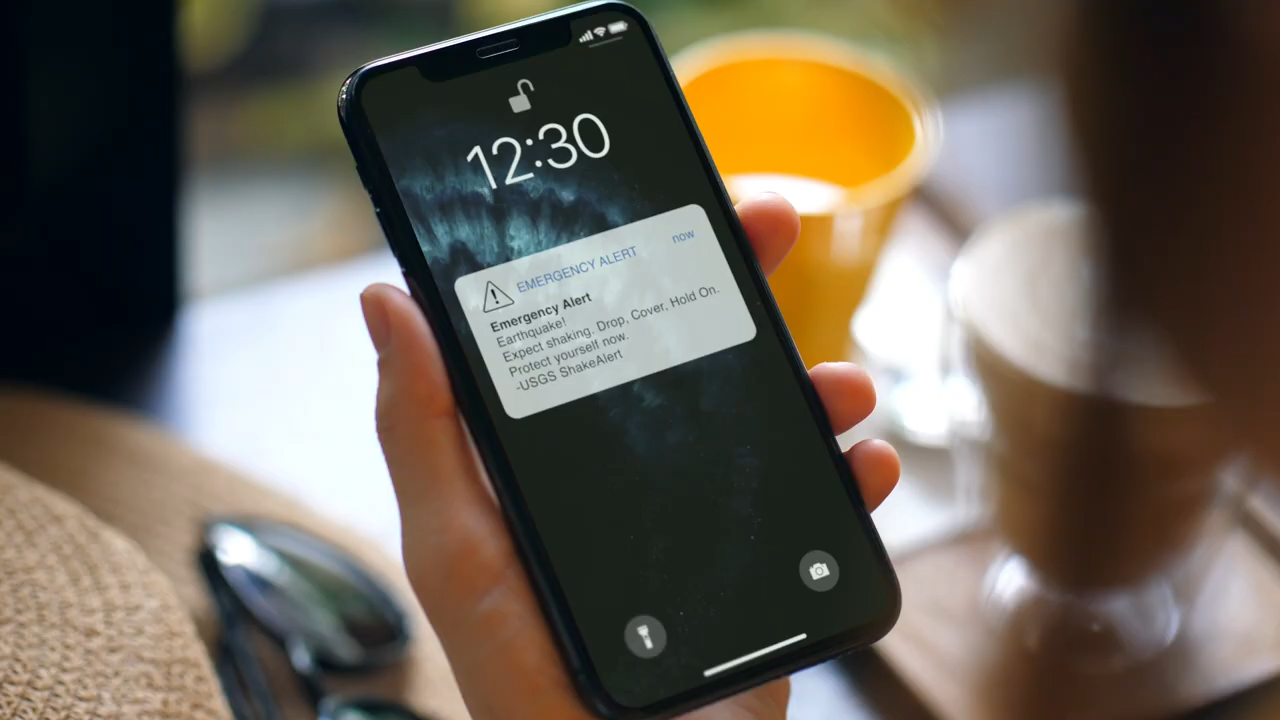 12:30
EMERGENCY ALERT now
Emergency Alert
Earthquake!
Expect shaking. Drop, Cover, Hold On.
Protect yourself now.
-USGS ShakeAlert